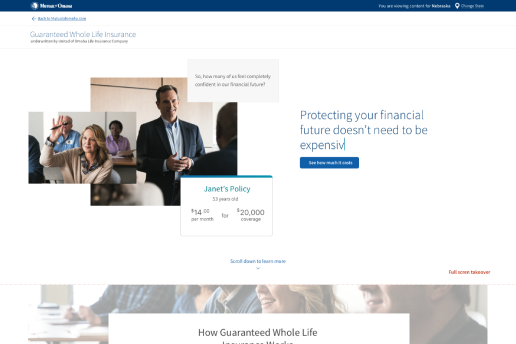 Mutual of Omaha
You are viewing content for Nebraska
Change State
Back to MutualofOmaha.com
Guaranteed Whole Life Insurance
Underwritten by United of Omaha Life Insurance Company
So, how many of us feel completely
confident in our financial future?
Protecting your financial
future doesn't need to be
expensiv
See how much it costs
Janet's Policy
53 years old
$14.00 for $20,000
per month coverage
Scroll down to learn more
Full screen takeover
How Guaranteed Whole Life
Insurance Works